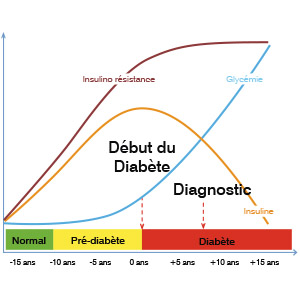 Insulino résistance
Glycémie
Début du
Diabète
Diagnostic
Insuline
Normal
Pré-diabète
Diabète
-15 ans
-10 ans
-5 ans
0 ans
+5 ans
+10 ans
+15 ans